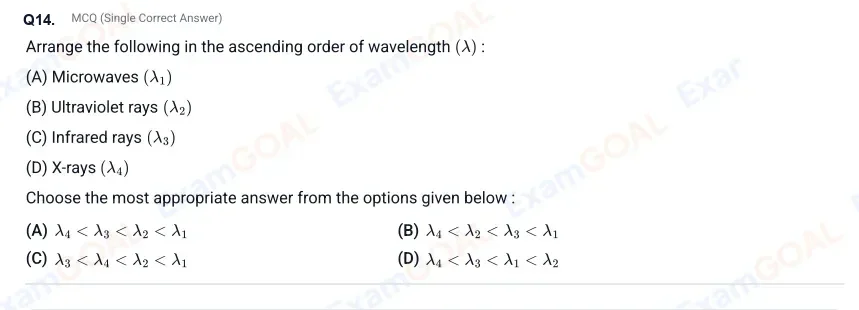 Q14. MCQ (Single Correct Answer)
Arrange the following in the ascending order of wavelength (λ) :
(A) Microwaves (λ₁)
(B) Ultraviolet rays (λ₂)
(C) Infrared rays (λ₃)
(D) X-rays (λ₄)
Choose the most appropriate answer from the options given below :
(A) λ₄ < λ₃ < λ₂ < λ₁ (B) λ₄ < λ₂ < λ₃ < λ₁
(C) λ₃ < λ₄ < λ₂ < λ₁ (D) λ₄ < λ₃ < λ₁ < λ₂
ExamGOAL